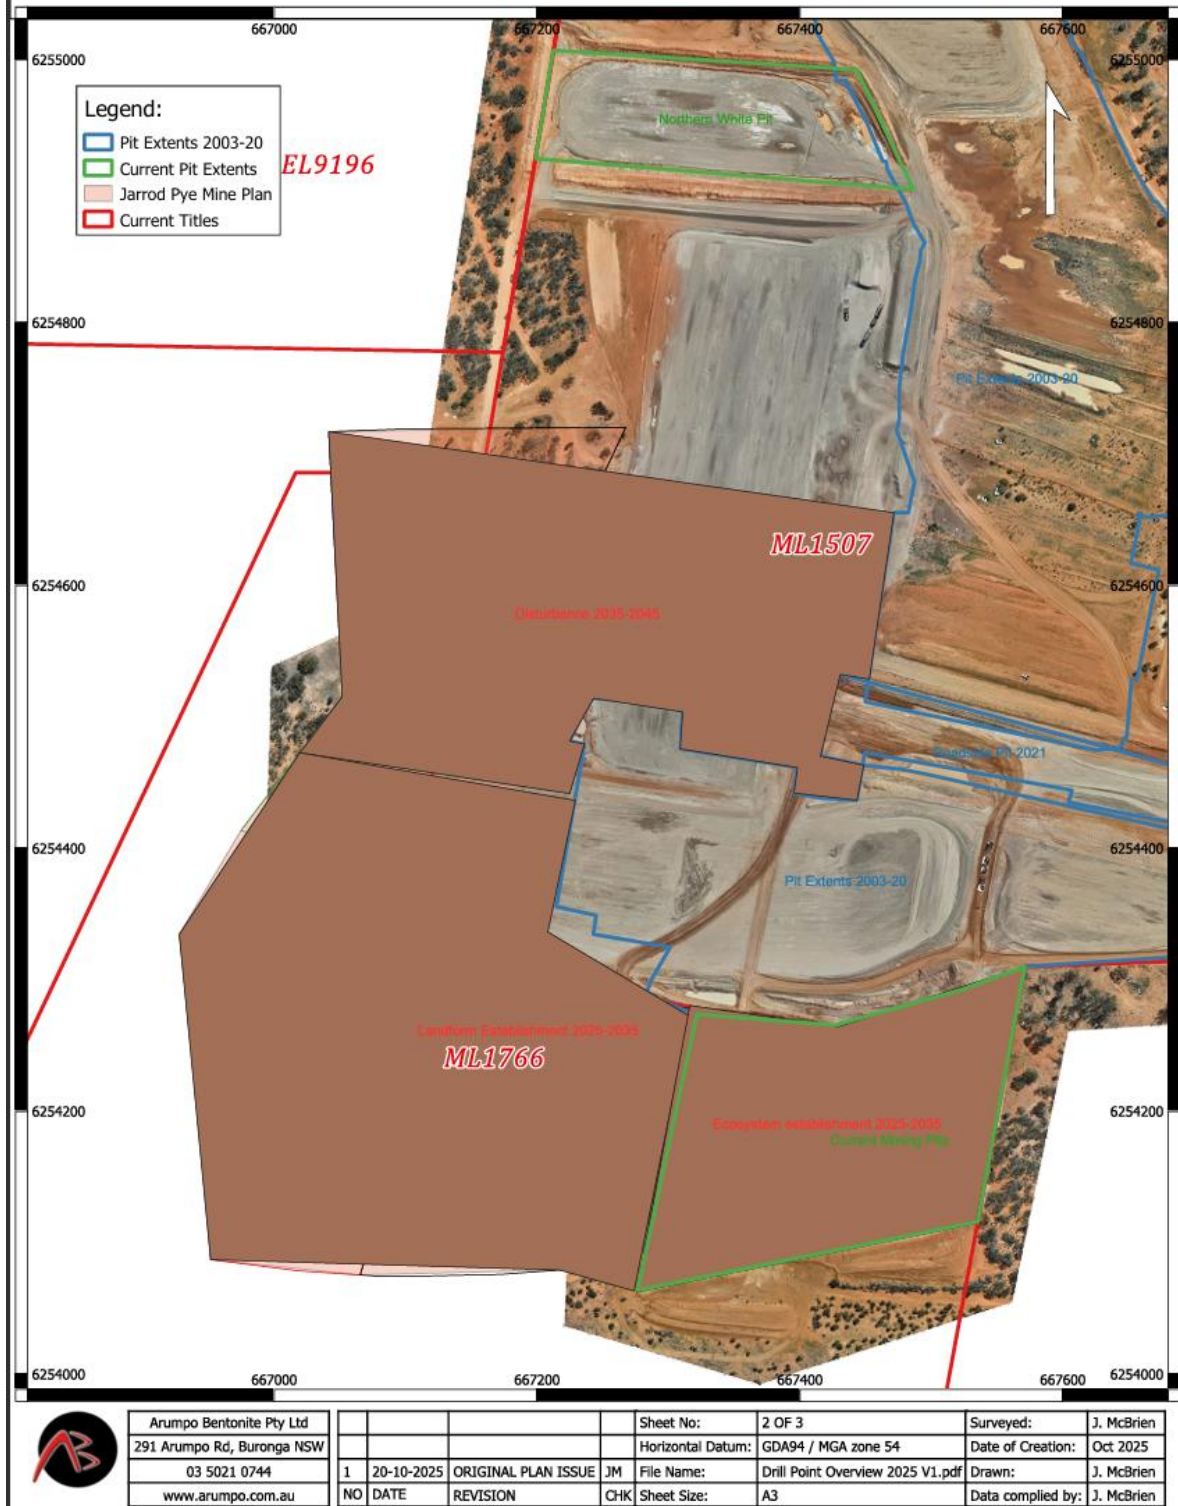 667000 667200 667400 667600
6255000 6255000
Legend:
Pit Extents 2003-20
Current Pit Extents
Jarrod Pye Mine Plan
Current Titles
EL9196
Northern White Pit
6254800 6254800
Pit Extents 2003-20
ML1507
6254600 6254600
Disturbance 2035-2045
Roadside Pit 2021
6254400 6254400
Pit Extents 2003-20
Landform Establishment 2025-2035
ML1766
6254200 6254200
Ecosystem establishment 2025-2035
Current Mining Pits
6254000 6254000
667000 667200 667400 667600
AB
Arumpo Bentonite Pty Ltd
291 Arumpo Rd, Buronga NSW
03 5021 0744
www.arumpo.com.au
1 20-10-2025 ORIGINAL PLAN ISSUE JM
NO DATE REVISION CHK
Sheet No: 2 OF 3
Horizontal Datum: GDA94 / MGA zone 54
File Name: Drill Point Overview 2025 V1.pdf
Sheet Size: A3
Surveyed: J. McBrien
Date of Creation: Oct 2025
Drawn: J. McBrien
Data complied by: J. McBrien